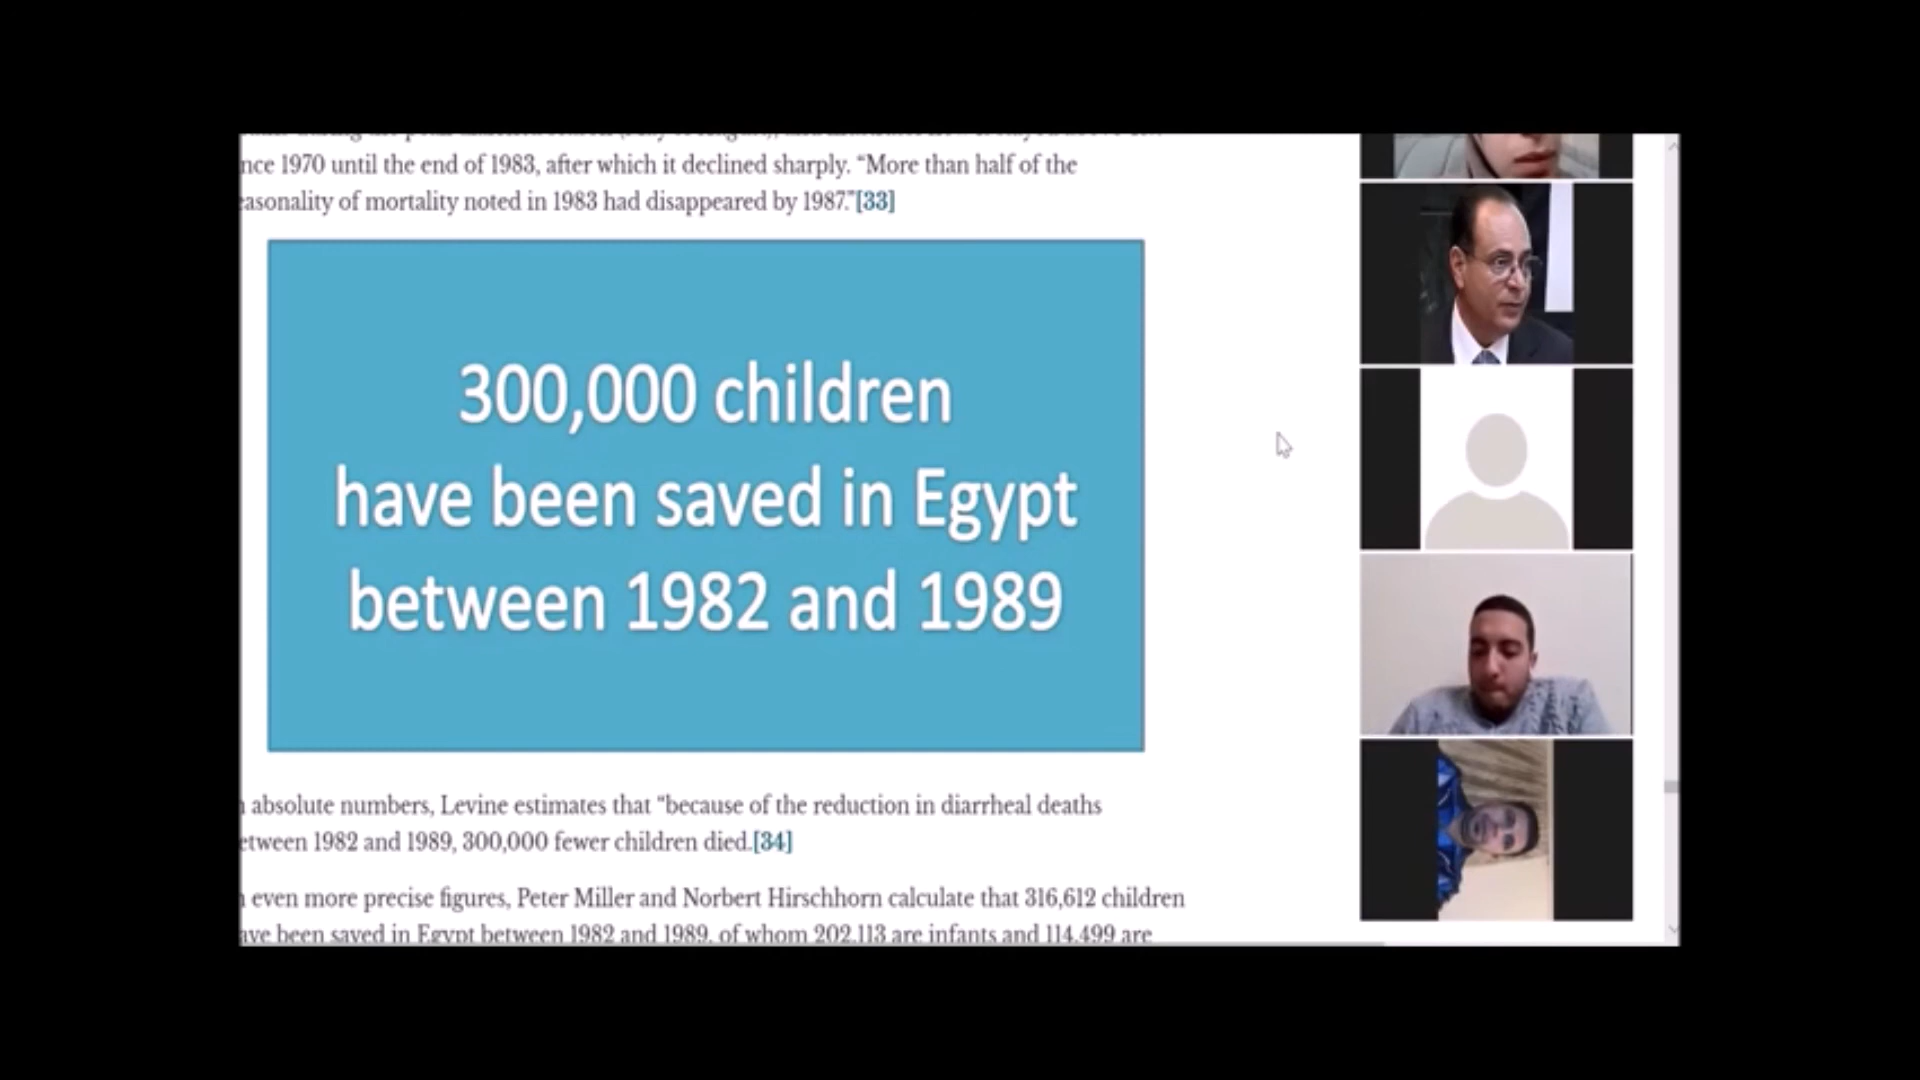 nce 1970 until the end of 1983, after which it declined sharply. “More than half of the
easonality of mortality noted in 1983 had disappeared by 1987.”[33]
300,000 children
have been saved in Egypt
between 1982 and 1989
absolute numbers, Levine estimates that “because of the reduction in diarrheal deaths
etween 1982 and 1989, 300,000 fewer children died.[34]
even more precise figures, Peter Miller and Norbert Hirschhorn calculate that 316,612 children
ave been saved in Egypt between 1982 and 1989, of whom 202,113 are infants and 114,499 are